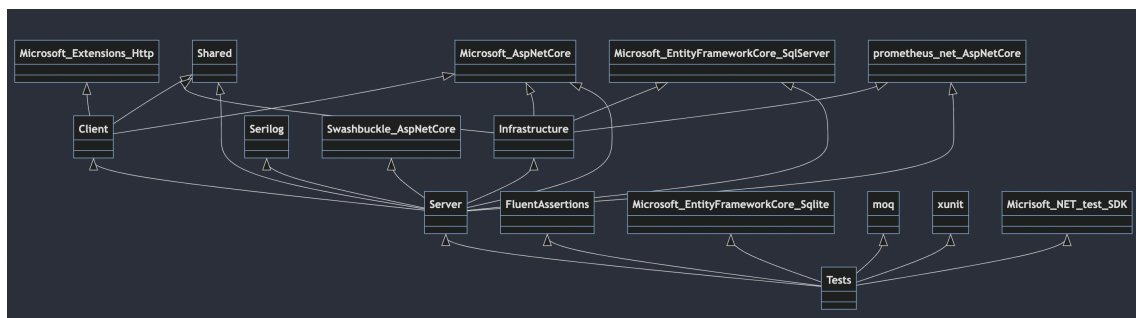 Microsoft_Extensions_Http
Shared
Microsoft_AspNetCore
Microsoft_EntityFrameworkCore_SqlServer
prometheus_net_AspNetCore
Client
Serilog
Swashbuckle_AspNetCore
Infrastructure
Server
FluentAssertions
Microsoft_EntityFrameworkCore_Sqlite
moq
xunit
Micrisoft_NET_test_SDK
Tests